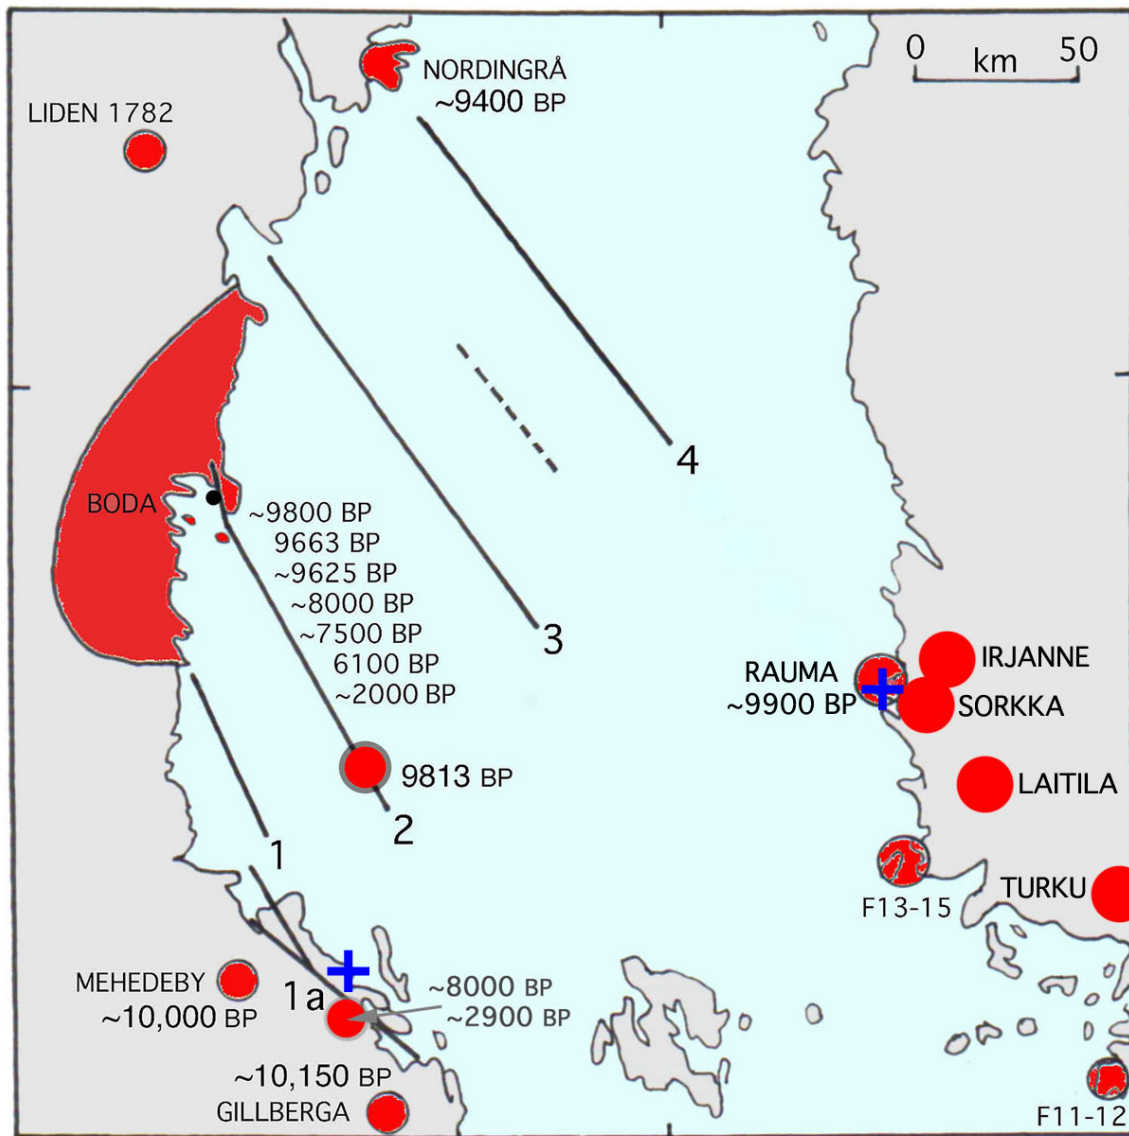 0 50
km
NORDINGRÅ
~9400 BP
LIDEN 1782
4
BODA
~9800 BP
9663 BP
~9625 BP
~8000 BP
~7500 BP
6100 BP
~2000 BP
3
RAUMA
~9900 BP
IRJANNE
SORKKA
9813 BP
LAITILA
2
1
TURKU
F13-15
MEHEDEBY
~10,000 BP
1a
~8000 BP
~2900 BP
~10,150 BP
GILLBERGA
F11-12